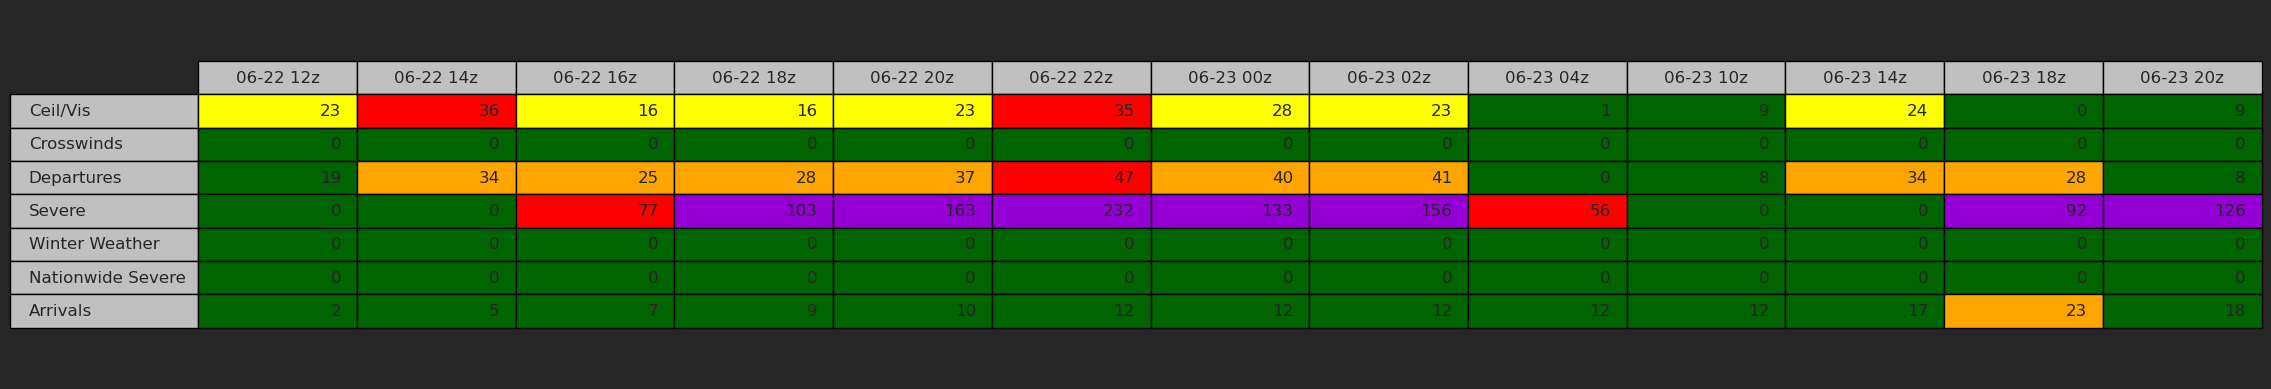 06-22 12z 06-22 14z 06-22 16z 06-22 18z 06-22 20z 06-22 22z 06-23 00z 06-23 02z 06-23 04z 06-23 10z 06-23 14z 06-23 18z 06-23 20z
Ceil/Vis 23 36 16 16 23 35 28 23 1 9 24 0 9
Crosswinds 0 0 0 0 0 0 0 0 0 0 0 0 0
Departures 19 34 25 28 37 47 40 41 0 8 34 28 8
Severe 0 0 77 103 163 232 133 156 56 0 0 92 126
Winter Weather 0 0 0 0 0 0 0 0 0 0 0 0 0
Nationwide Severe 0 0 0 0 0 0 0 0 0 0 0 0 0
Arrivals 2 5 7 9 10 12 12 12 12 12 17 23 18